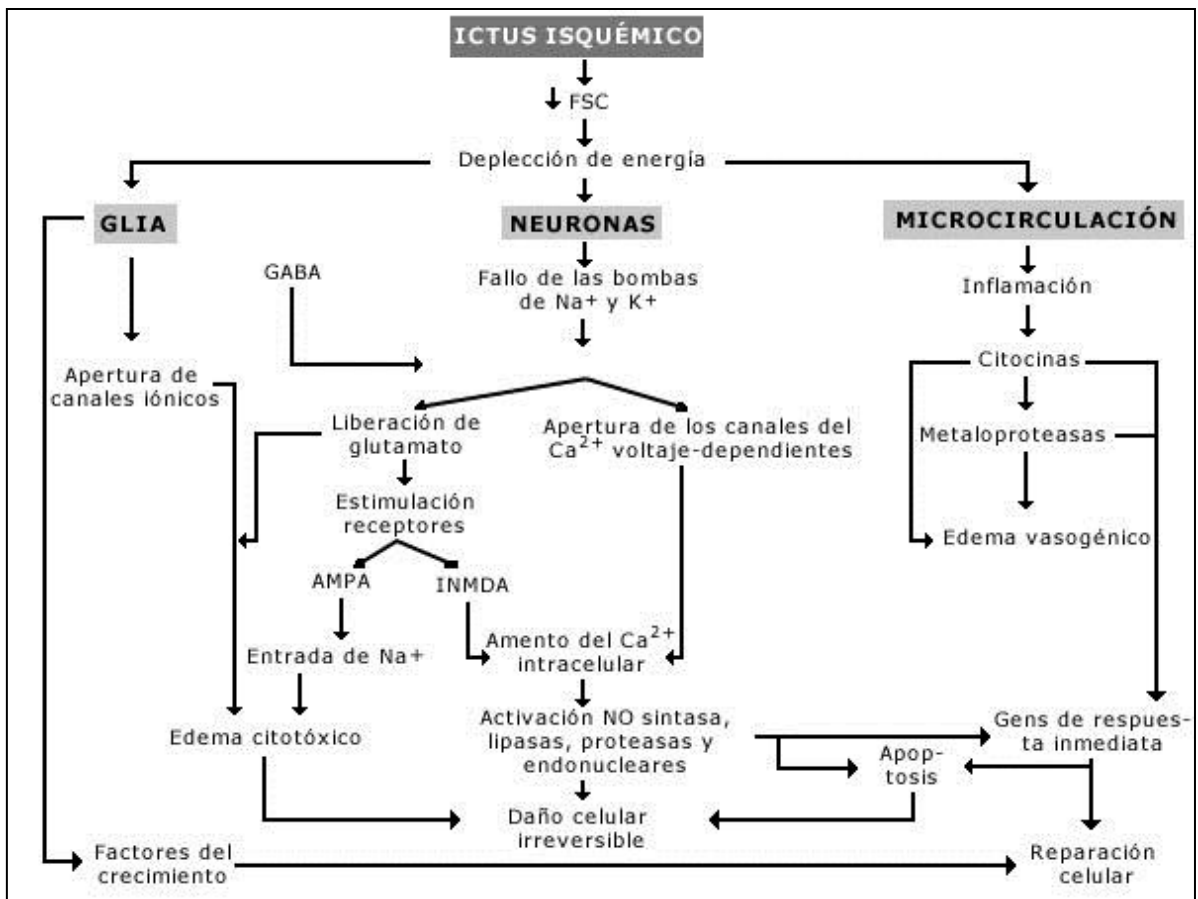 ICTUS ISQUÉMICO
FSC
Deplección de energía
GLIA
NEURONAS
MICROCIRCULACIÓN
GABA
Fallo de las bombas
de Na+ y K+
Inflamación
Apertura de
canales iónicos
Citocinas
Liberación de
glutamato
Apertura de los canales del
Ca2+ voltaje-dependientes
Metaloproteasas
Estimulación
receptores
Edema vasogénico
AMPA
INMDA
Entrada de Na+
Amento del Ca2+
intracelular
Edema citotóxico
Activación NO sintasa,
lipasas, proteasas y
endonucleares
Gens de respues-
ta inmediata
Apop-
tosis
Daño celular
irreversible
Factores del
crecimiento
Reparación
celular